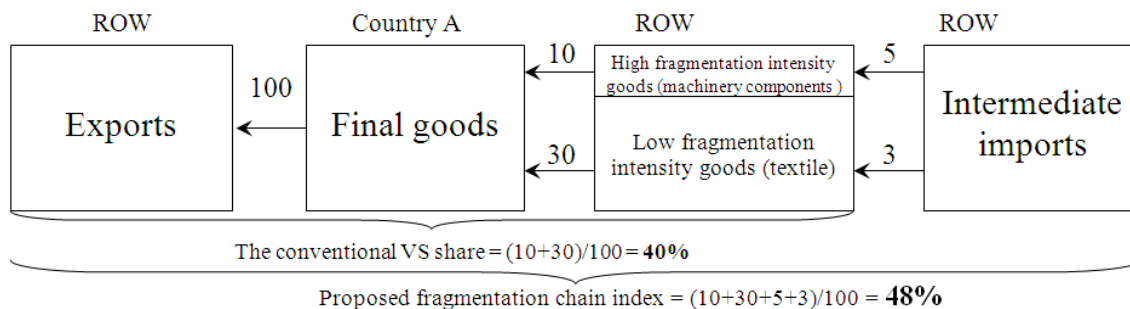 ROW
Country A
ROW
ROW
Exports
100
Final goods
10
30
High fragmentation intensity
goods (machinery components )
Low fragmentation
intensity goods (textile)
5
3
Intermediate
imports
The conventional VS share = (10+30)/100 = 40%
Proposed fragmentation chain index = (10+30+5+3)/100 = 48%